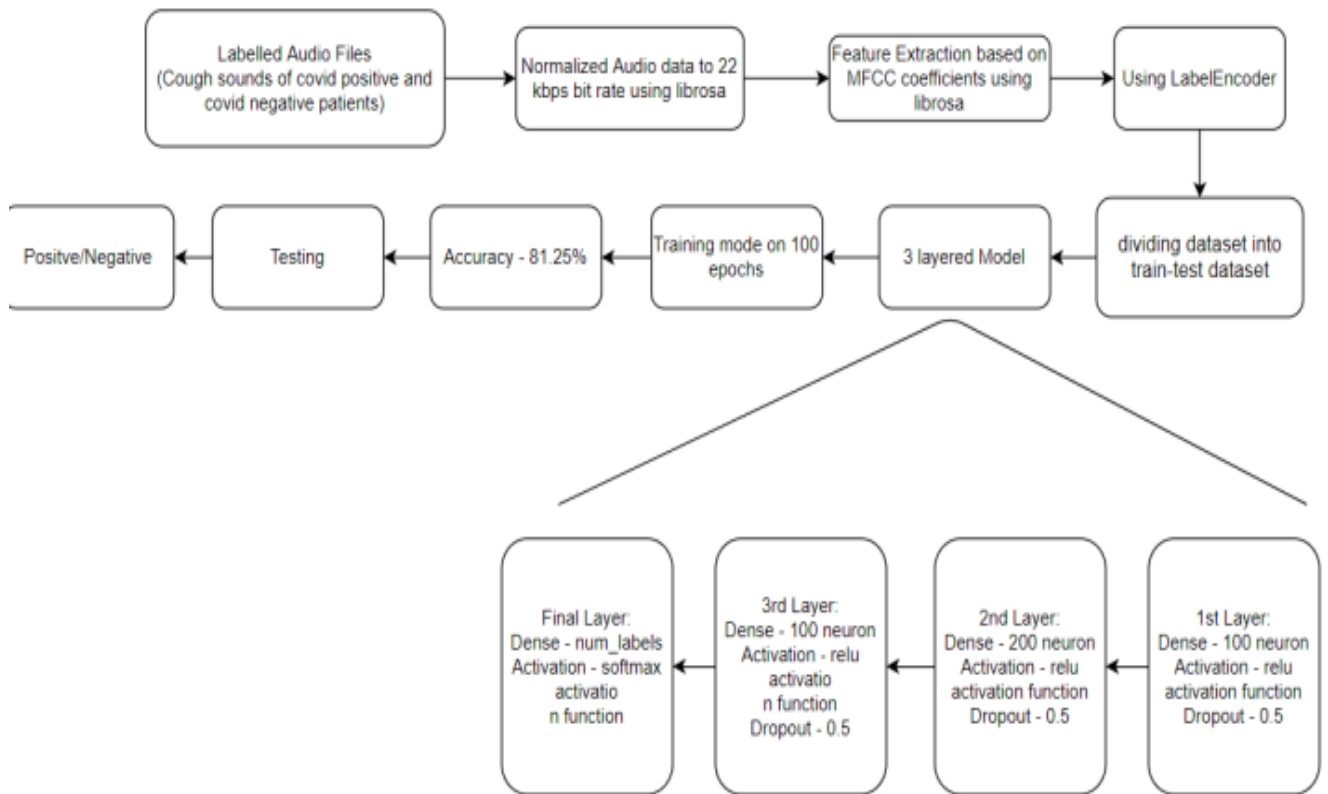 Labelled Audio Files
(Cough sounds of covid positive and
covid negative patients)
Normalized Audio data to 22
kbps bit rate using librosa
Feature Extraction based on
MFCC coefficients using
librosa
Using LabelEncoder
dividing dataset into
train-test dataset
3 layered Model
Training mode on 100
epochs
Accuracy - 81.25%
Testing
Positve/Negative
1st Layer:
Dense - 100 neuron
Activation - relu
activation function
Dropout - 0.5
2nd Layer:
Dense - 200 neuron
Activation - relu
activation function
Dropout - 0.5
3rd Layer:
Dense - 100 neuron
Activation - relu
activatio
n function
Dropout - 0.5
Final Layer:
Dense - num_labels
Activation - softmax
activatio
n function